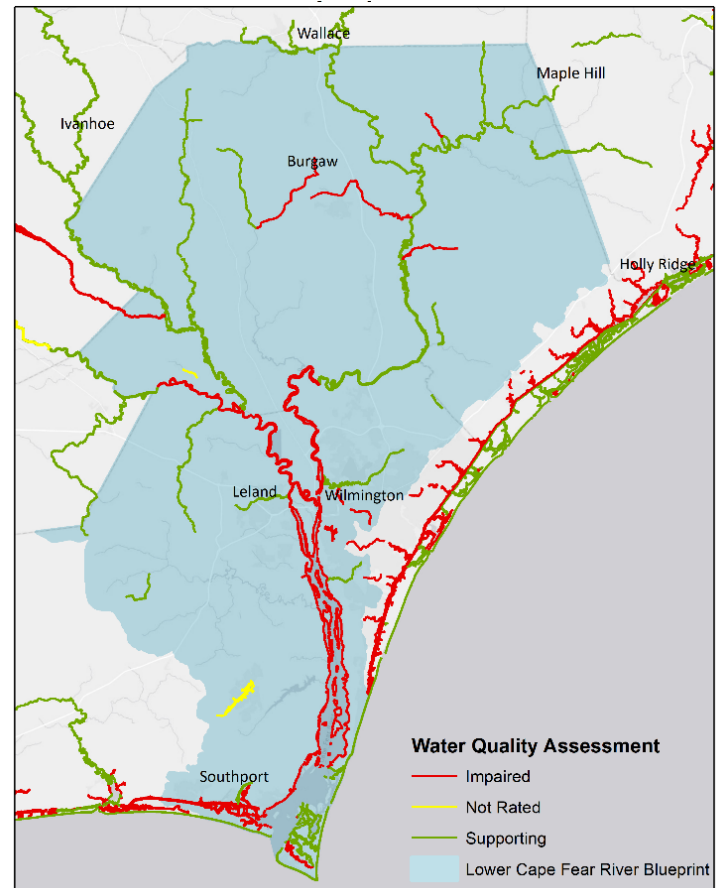 Wallace
Maple Hill
Ivanhoe
Burgaw
Holly Ridge
Leland
Wilmington
Southport
Water Quality Assessment
Impaired
Not Rated
Supporting
Lower Cape Fear River Blueprint